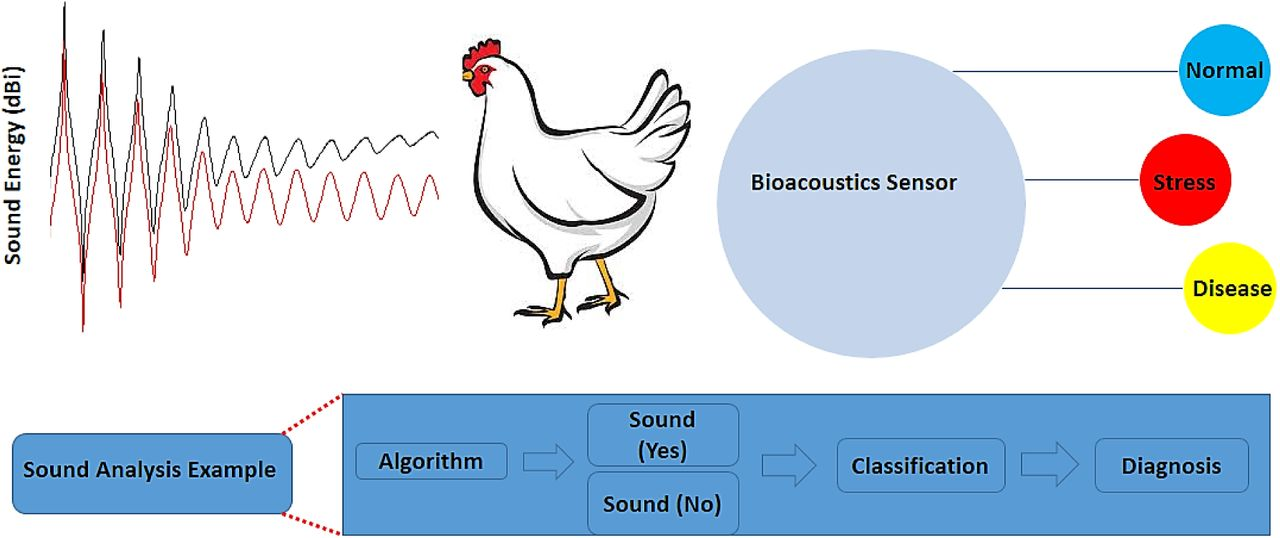 Sound Energy (dBi)
Bioacoustics Sensor
Normal
Stress
Disease
Sound Analysis Example
Algorithm
Sound
(Yes)
Sound (No)
Classification
Diagnosis